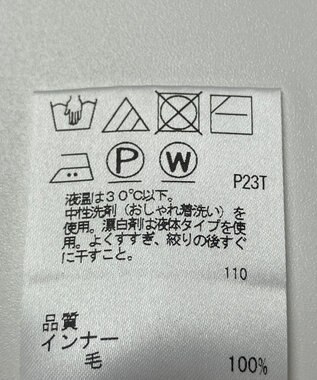 P W P23T
液温は30℃以下。
中性洗剤（おしゃれ着洗い）を
使用。漂白剤は液体タイプを使
用。よくすすぎ、絞りの後すぐ
に干すこと。
110
品質
インナー
毛 100%